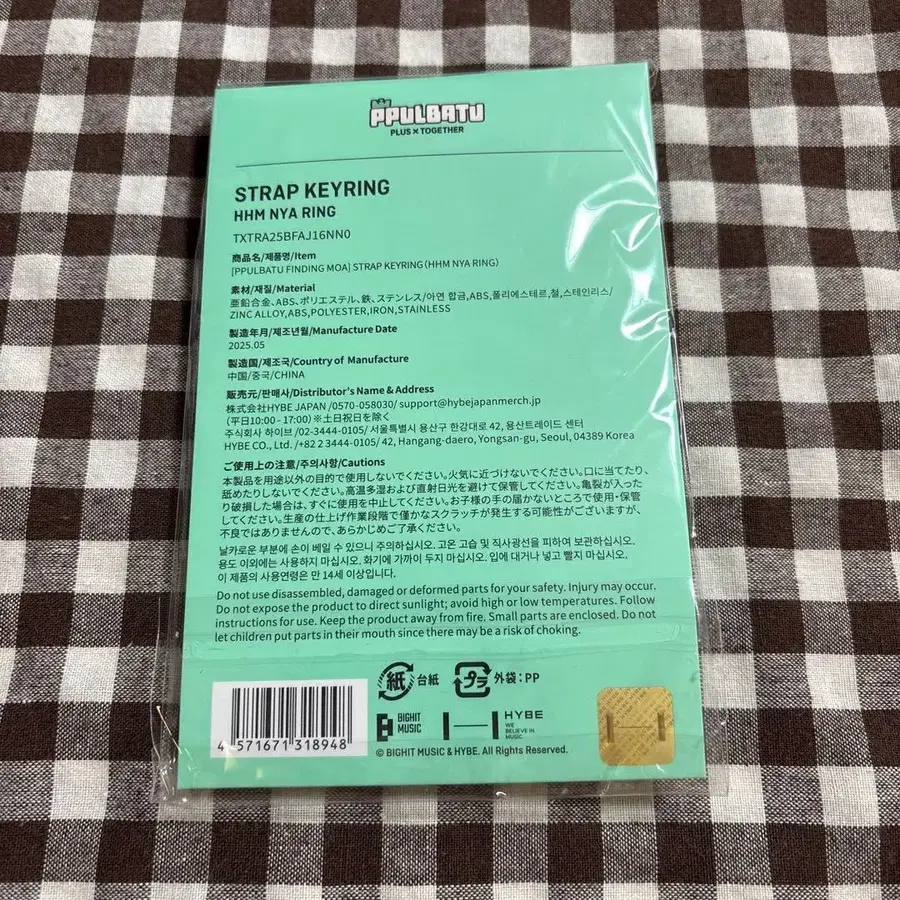 PPULBATU
PLUS × TOGETHER
STRAP KEYRING
HHM NYA RING
TXTRA25BFAJ16NN0
商品名/제품명/Item
[PPULBATU FINDING MOA] STRAP KEYRING (HHM NYA RING)
素材/재질/Material
亜鉛合金、ABS、ポリエステル、鉄、ステンレス/아연 합금,ABS,폴리에스테르,철,스테인리스/
ZINC ALLOY,ABS,POLYESTER,IRON,STAINLESS
製造年月/제조년월/Manufacture Date
2025.05
製造国/제조국/Country of Manufacture
中国/중국/CHINA
販売元/판매사/Distributor's Name & Address
株式会社HYBE JAPAN /0570-058030/ support@hybejapanmerch.jp
(平日10:00 - 17:00)※土日祝日を除く
주식회사 하이브 /02-3444-0105/ 서울특별시 용산구 한강대로 42, 용산트레이드 센터
HYBE CO., Ltd. /+82 2 3444-0105/ 42, Hangang-daero, Yongsan-gu, Seoul, 04389 Korea
ご使用上の注意/주의사항/Cautions
本製品を用途以外の目的で使用しないでください。火気に近づけないでください。口に当てたり、
舐めたりしないでください。高温多湿および直射日光を避けて保管してください。亀裂が入った
り破損した場合は、すぐに使用を中止してください。お子様の手の届かないところで使用・保管
してください。生産の仕上げ作業段階で僅かなスクラッチが発生する可能性がございますが、
不良ではありませんので、あらかじめご了承ください。
날카로운 부분에 손이 베일 수 있으니 주의하십시오. 고온 고습 및 직사광선을 피하여 보관하십시오.
용도 이외에는 사용하지 마십시오. 화기에 가까이 두지 마십시오. 입에 대거나 넣고 빨지 마십시오.
이 제품의 사용연령은 만 14세 이상입니다.
Do not use disassembled, damaged or deformed parts for your safety. Injury may occur.
Do not expose the product to direct sunlight; avoid high or low temperatures. Follow
instructions for use. Keep the product away from fire. Small parts are enclosed. Do not
let children put parts in their mouth since there may be a risk of choking.
紙 台紙 プラ 外袋：PP
BIGHIT
MUSIC
HYBE
WE
BELIEVE IN
MUSIC
4 571671 318948
© BIGHIT MUSIC & HYBE. All Rights Reserved.